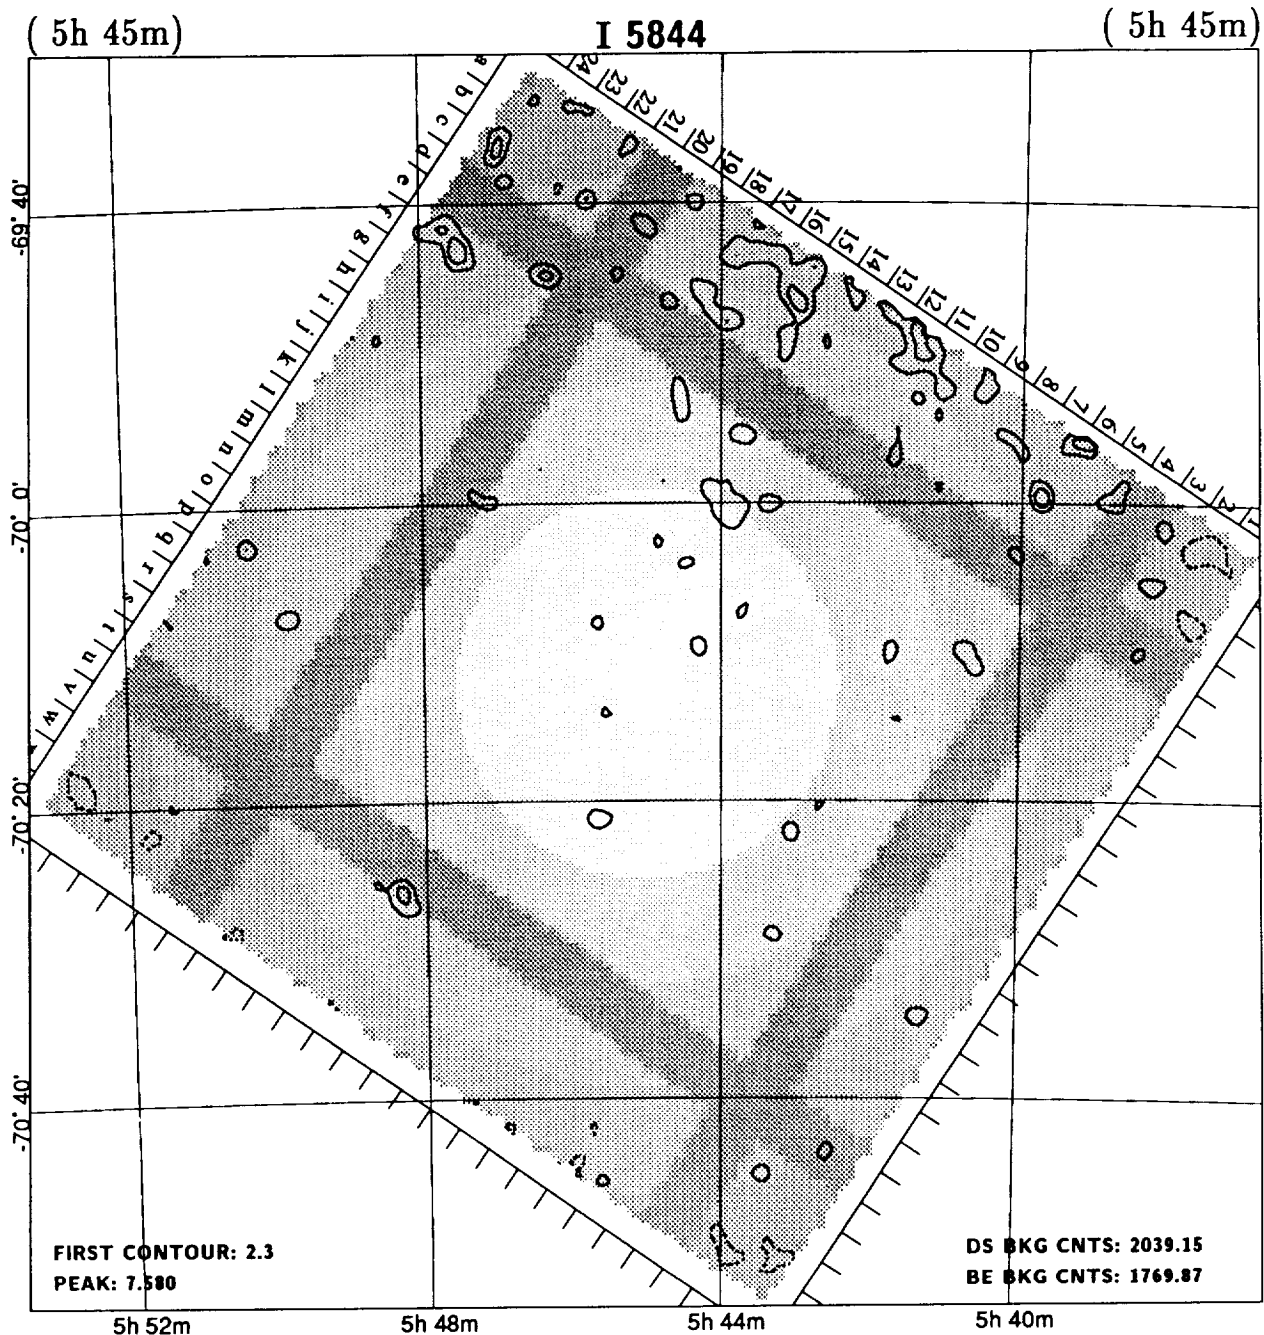 ( 5h 45m)
I 5844
( 5h 45m)
24 23 22 21 20 19 18 17 16 15 14 13 12 11 10 9 8 7 6 5 4 3 2 1
a b c d e f g h i j k l m n o p q r s t u v w x
-69° 40'
-70° 0'
-70° 20'
-70° 40'
FIRST CONTOUR: 2.3
PEAK: 7.580
DS BKG CNTS: 2039.15
BE BKG CNTS: 1769.87
5h 52m
5h 48m
5h 44m
5h 40m